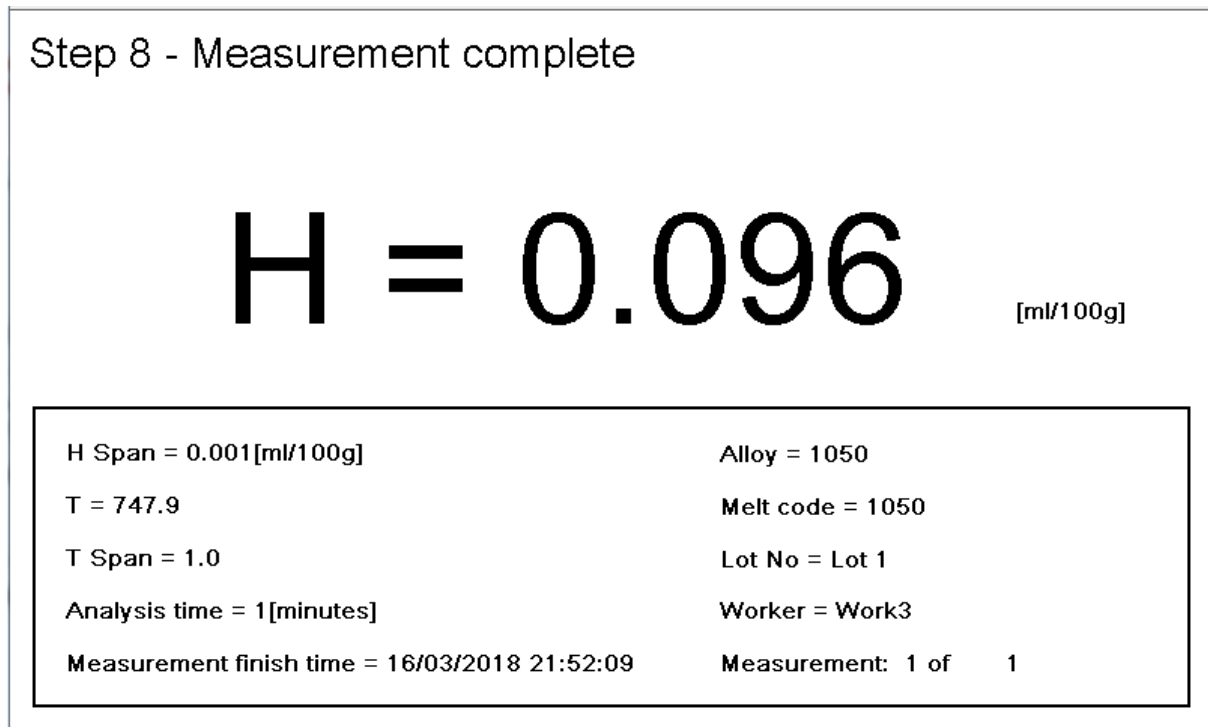 Step 8 - Measurement complete
H = 0.096 [ml/100g]
H Span = 0.001[ml/100g]
T = 747.9
T Span = 1.0
Analysis time = 1[minutes]
Measurement finish time = 16/03/2018 21:52:09
Alloy = 1050
Melt code = 1050
Lot No = Lot 1
Worker = Work3
Measurement: 1 of 1